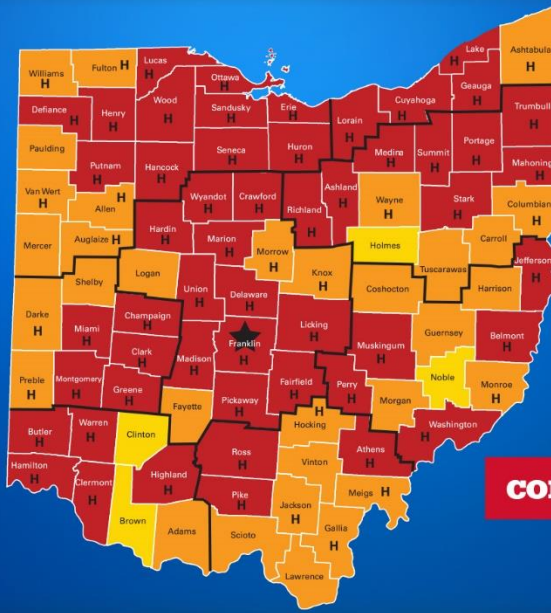 Lake
H
Ashtabula
H
Williams
H
Fulton H
Lucas
H
Ottawa
H
Geauga
H
Defiance
H
Henry
H
Wood
H
Sandusky
H
Erie
H
Lorain
H
Cuyahoga
H
Trumbull
H
Paulding
Putnam
H
Hancock
H
Seneca
H
Huron
H
Medina
H
Summit
H
Portage
H
Mahoning
H
Van Wert
H
Allen
H
Wyandot
H
Crawford
H
Richland
H
Ashland
H
Wayne
H
Stark
H
Columbian
H
Mercer
Auglaize H
Hardin
H
Marion
H
Morrow
H
Knox
H
Holmes
Tuscarawas
Carroll
H
Jefferson
H
Shelby
Logan
Union
H
Delaware
H
Coshocton
Harrison
Darke
H
Miami
H
Champaign
H
Clark
H
Madison
H
Franklin
H
Licking
H
Muskingum
H
Guernsey
Belmont
H
Preble
H
Montgomery
H
Greene
H
Fayette
Pickaway
H
Fairfield
H
Perry
H
Morgan
Noble
Monroe
H
Butler
H
Warren
H
Clinton
Ross
H
Hocking
H
Athens
H
Washington
H
Hamilton
H
Clermont
H
Highland
H
Pike
H
Vinton
Meigs H
Brown
Adams
Scioto
Jackson
H
Gallia
H
Lawrence